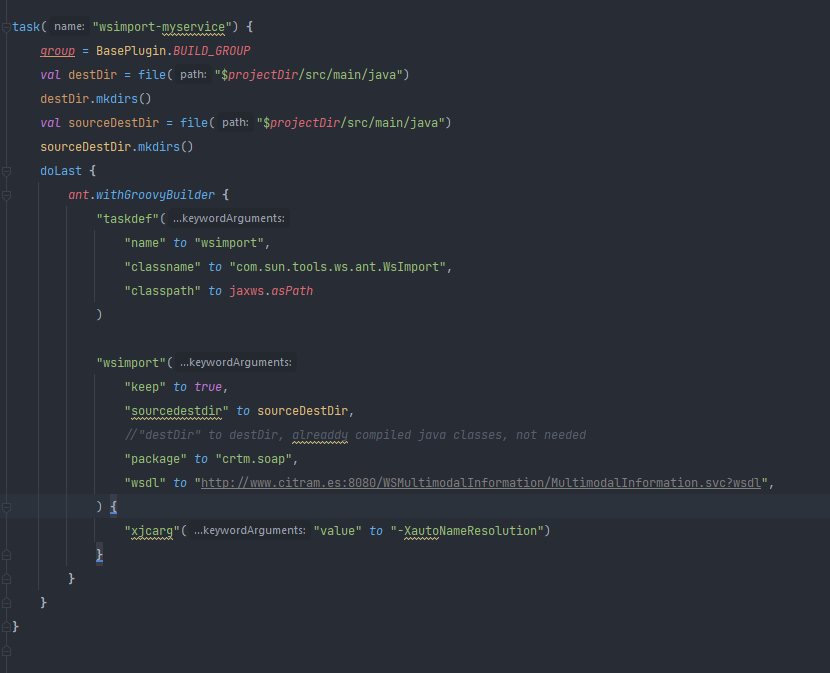 task( name: "wsimport-myservice") {
group = BasePlugin.BUILD_GROUP
val destDir = file( path: "$projectDir/src/main/java")
destDir.mkdirs()
val sourceDestDir = file( path: "$projectDir/src/main/java")
sourceDestDir.mkdirs()
doLast {
ant.withGroovyBuilder {
"taskdef"( ...keywordArguments:
"name" to "wsimport",
"classname" to "com.sun.tools.ws.ant.WsImport",
"classpath" to jaxws.asPath
)
"wsimport"( ...keywordArguments:
"keep" to true,
"sourcedestdir" to sourceDestDir,
//"destDir" to destDir, alreaddy compiled java classes, not needed
"package" to "crtm.soap",
"wsdl" to "http://www.citram.es:8080/WSMultimodalInformation/MultimodalInformation.svc?wsdl",
) {
"xjcarg"( ...keywordArguments: "value" to "-XautoNameResolution")
}
}
}
}